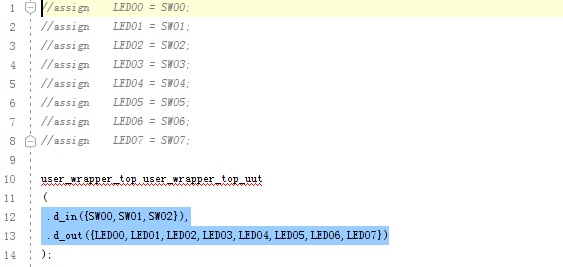 1 //assign LED00 = SW00;
2 //assign LED01 = SW01;
3 //assign LED02 = SW02;
4 //assign LED03 = SW03;
5 //assign LED04 = SW04;
6 //assign LED05 = SW05;
7 //assign LED06 = SW06;
8 //assign LED07 = SW07;
9
10 user_wrapper_top user_wrapper_top_uut
11 (
12 .d_in({SW00,SW01,SW02}),
13 .d_out({LED00,LED01,LED02,LED03,LED04,LED05,LED06,LED07})
14 );